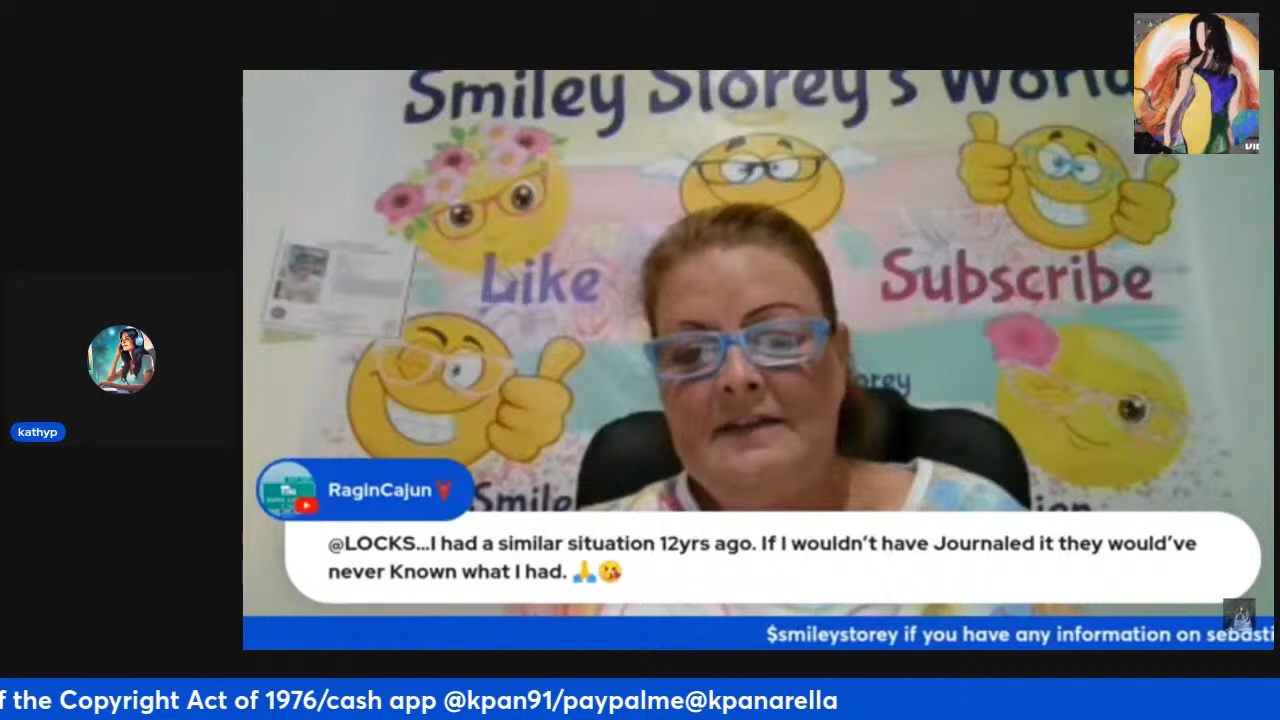 Smiley Storey's World
Like
Subscribe
kathyp
RaginCajun
Smile
@LOCKS...I had a similar situation 12yrs ago. If I wouldn't have Journaled it they would've
never Known what I had. 🙏😘
$smileystorey if you have any information on sebasti
f the Copyright Act of 1976/cash app @kpan91/paypalme@kpanarella